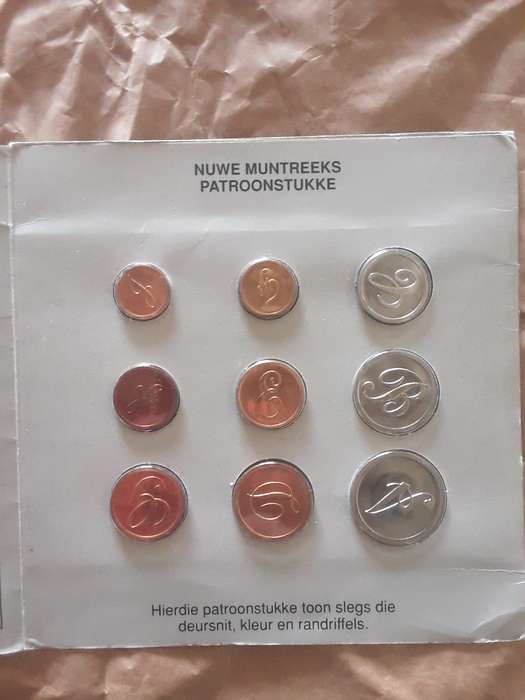 NUWE MUNTREEKS
PATROONSTUKKE
Hierdie patroonstukke toon slegs die
deursnit, kleur en randriffels.